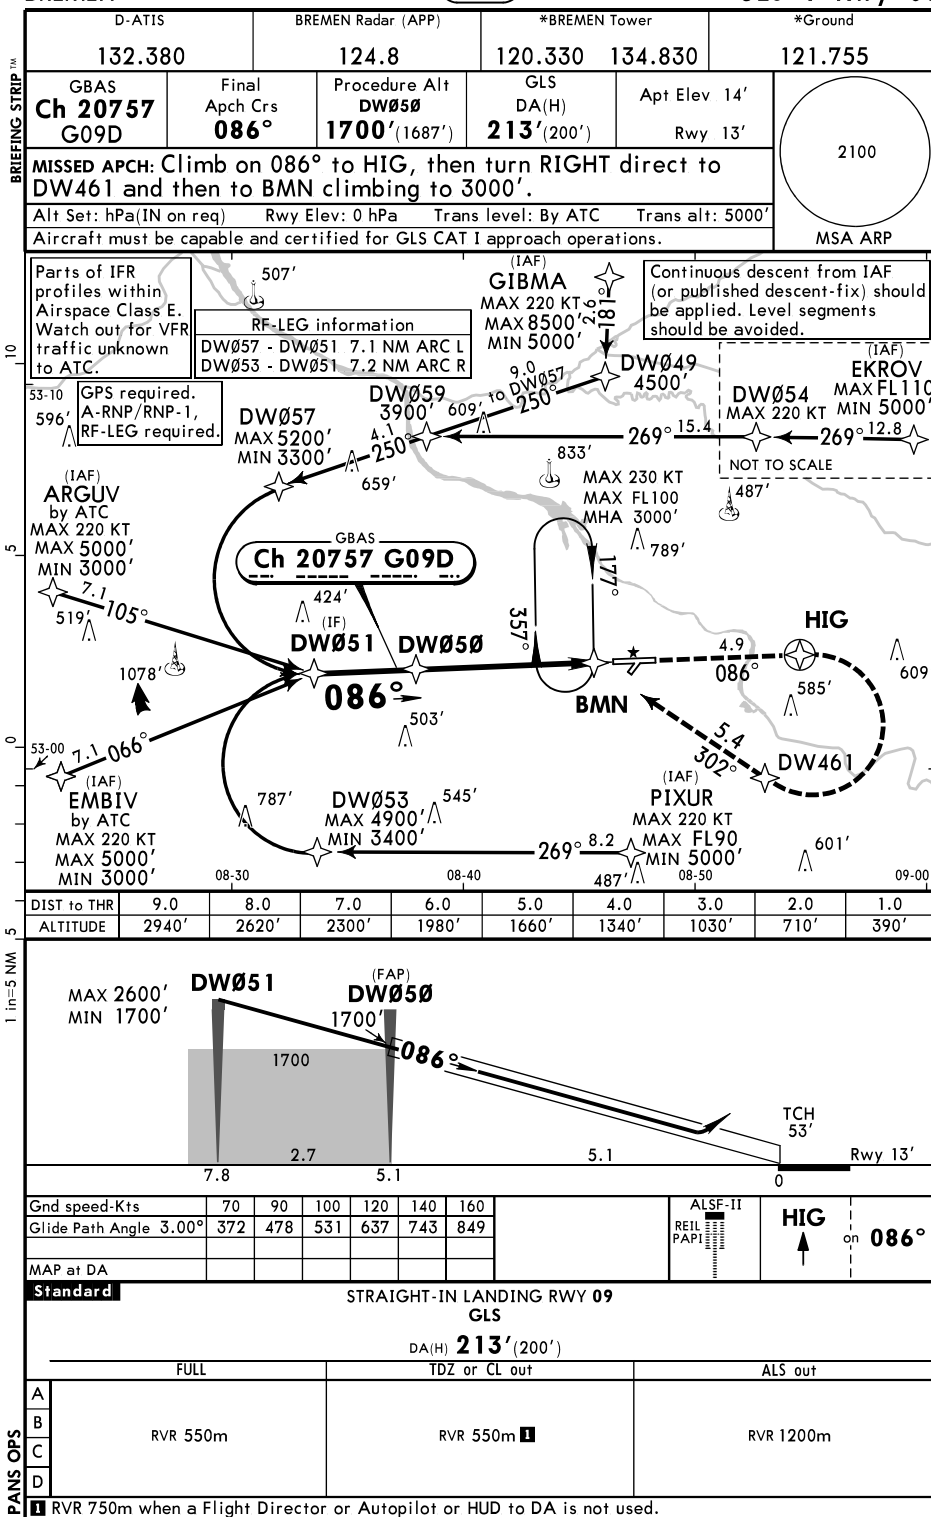 D-ATIS
BREMEN Radar (APP)
*BREMEN Tower
*Ground
132.380
124.8
120.330 134.830
121.755
BRIEFING STRIP TM
GBAS
Ch 20757
G09D
Final
Apch Crs
086°
Procedure Alt
DWØ5Ø
1700'(1687')
GLS
DA(H)
213'(200')
Apt Elev 14'
Rwy 13'
2100
MSA ARP
MISSED APCH: Climb on 086° to HIG, then turn RIGHT direct to
DW461 and then to BMN climbing to 3000'.
Alt Set: hPa(IN on req) Rwy Elev: 0 hPa Trans level: By ATC Trans alt: 5000'
Aircraft must be capable and certified for GLS CAT I approach operations.
Parts of IFR
profiles within
Airspace Class E.
Watch out for VFR
traffic unknown
to ATC.
507'
RF-LEG information
DWØ57 - DWØ51 7.1 NM ARC L
DWØ53 - DWØ51 7.2 NM ARC R
(IAF)
GIBMA
MAX 220 KT
MAX 8500'
MIN 5000'
2.6
181°
Continuous descent from IAF
(or published descent-fix) should
be applied. Level segments
should be avoided.
10
53-10
596'
GPS required.
A-RNP/RNP-1,
RF-LEG required.
DWØ49
4500'
9.0
to DWØ57
250°
609'
DWØ59
3900'
4.1
250°
DWØ57
MAX 5200'
MIN 3300'
659'
(IAF)
EKROV
MAX FL110
MIN 5000'
DWØ54
MAX 220 KT
269° 12.8
269° 15.4
NOT TO SCALE
833'
MAX 230 KT
MAX FL100
MHA 3000'
487'
789'
(IAF)
ARGUV
by ATC
MAX 220 KT
MAX 5000'
MIN 3000'
5
7.1
105°
519'
GBAS
Ch 20757 G09D
424'
DWØ51
(IF)
DWØ5Ø
357°
177°
HIG
4.9
086°
609
1078'
086°
BMN
585'
503'
0
53-00
7.1
066°
(IAF)
EMBIV
by ATC
MAX 220 KT
MAX 5000'
MIN 3000'
5.4
302°
DW461
787'
DWØ53
MAX 4900'
MIN 3400'
545'
(IAF)
PIXUR
MAX 220 KT
MAX FL90
MIN 5000'
269° 8.2
487'
601'
08-30
08-40
08-50
09-00
DIST to THR 9.0 8.0 7.0 6.0 5.0 4.0 3.0 2.0 1.0
ALTITUDE 2940' 2620' 2300' 1980' 1660' 1340' 1030' 710' 390'
5
1 in=5 NM
MAX 2600'
MIN 1700'
DWØ51
(FAP)
DWØ5Ø
1700'
086°
1700
TCH
53'
Rwy 13'
2.7
5.1
7.8
5.1
0
Gnd speed-Kts 70 90 100 120 140 160
Glide Path Angle 3.00° 372 478 531 637 743 849
MAP at DA
ALSF-II
REIL
PAPI
HIG
on 086°
Standard
STRAIGHT-IN LANDING RWY 09
GLS
DA(H) 213'(200')
FULL
TDZ or CL out
ALS out
A
B
C
D
RVR 550m
RVR 550m 1
RVR 1200m
PANS OPS
1 RVR 750m when a Flight Director or Autopilot or HUD to DA is not used.